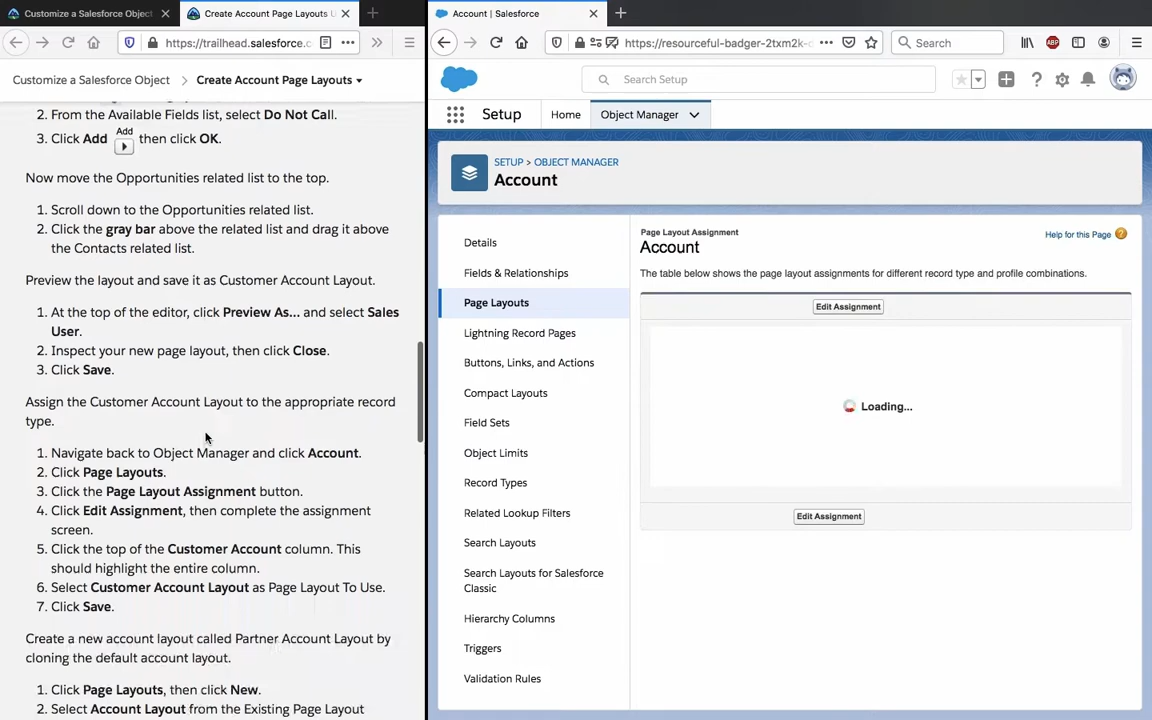 Customize a Salesforce Object
Create Account Page Layouts U
https://trailhead.salesforce.c
Customize a Salesforce Object
Create Account Page Layouts
2. From the Available Fields list, select Do Not Call.
Add
3. Click Add then click OK.
Now move the Opportunities related list to the top.
1. Scroll down to the Opportunities related list.
2. Click the gray bar above the related list and drag it above
the Contacts related list.
Preview the layout and save it as Customer Account Layout.
1. At the top of the editor, click Preview As... and select Sales
User.
2. Inspect your new page layout, then click Close.
3. Click Save.
Assign the Customer Account Layout to the appropriate record
type.
1. Navigate back to Object Manager and click Account.
2. Click Page Layouts.
3. Click the Page Layout Assignment button.
4. Click Edit Assignment, then complete the assignment
screen.
5. Click the top of the Customer Account column. This
should highlight the entire column.
6. Select Customer Account Layout as Page Layout To Use.
7. Click Save.
Create a new account layout called Partner Account Layout by
cloning the default account layout.
1. Click Page Layouts, then click New.
2. Select Account Layout from the Existing Page Layout
Account | Salesforce
https://resourceful-badger-2txm2k-
Search
ABP
Search Setup
Setup
Home
Object Manager
SETUP > OBJECT MANAGER
Account
Details
Fields & Relationships
Page Layouts
Lightning Record Pages
Buttons, Links, and Actions
Compact Layouts
Field Sets
Object Limits
Record Types
Related Lookup Filters
Search Layouts
Search Layouts for Salesforce
Classic
Hierarchy Columns
Triggers
Validation Rules
Page Layout Assignment
Account
Help for this Page
The table below shows the page layout assignments for different record type and profile combinations.
Edit Assignment
Loading...
Edit Assignment